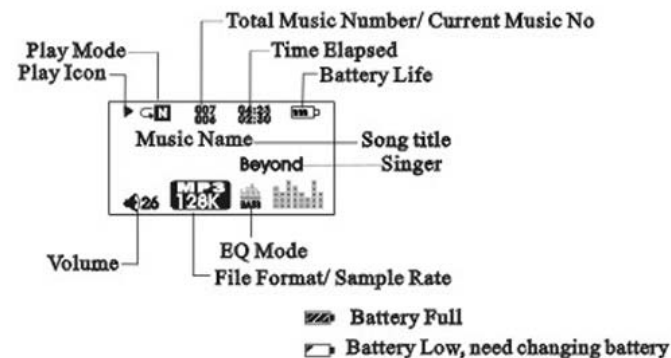 Total Music Number/ Current Music No
Play Mode
Time Elapsed
Play Icon
Battery Life
N
007
04:23
006
02:30
Music Name
Song title
Beyond
Singer
MP3
26
128K
BASS
EQ Mode
Volume
File Format/ Sample Rate
Battery Full
Battery Low, need changing battery